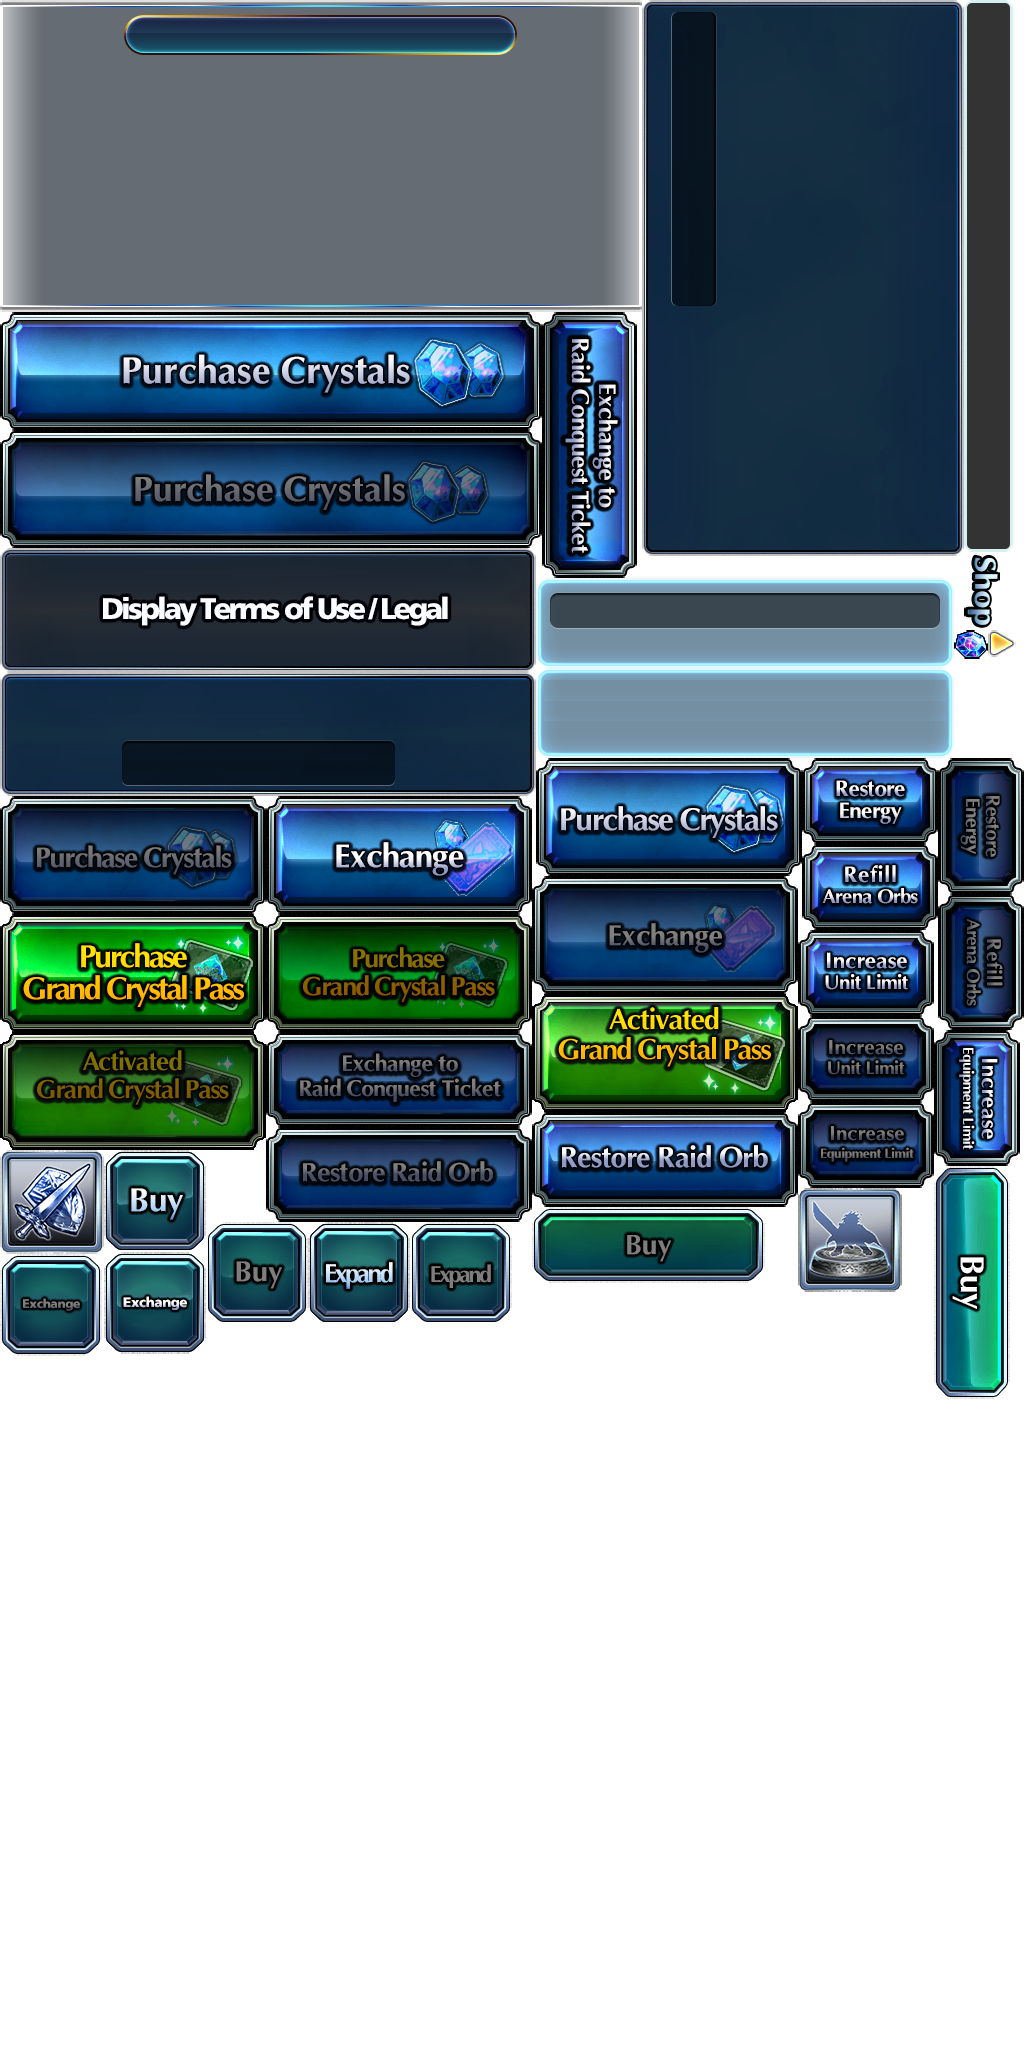 Purchase Crystals
Purchase Crystals
Exchange to
Raid Conquest Ticket
Display Terms of Use / Legal
Shop
Purchase Crystals
Exchange
Purchase Crystals
Restore
Energy
Restore
Energy
Refill
Arena Orbs
Refill
Arena Orbs
Exchange
Purchase
Grand Crystal Pass
Purchase
Grand Crystal Pass
Increase
Unit Limit
Activated
Grand Crystal Pass
Activated
Grand Crystal Pass
Exchange to
Raid Conquest Ticket
Increase
Unit Limit
Increase
Equipment Limit
Increase
Equipment Limit
Restore Raid Orb
Restore Raid Orb
Buy
Buy
Buy
Buy
Expand
Expand
Exchange
Exchange
Buy